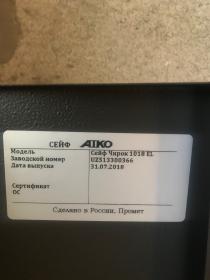 СЕЙФ AIKO
Модель Сейф Чирок 1018 EL
Заводской номер UZ513300366
Дата выпуска 31.07.2018
Сертификат
ОС
Сделано в России, Промет